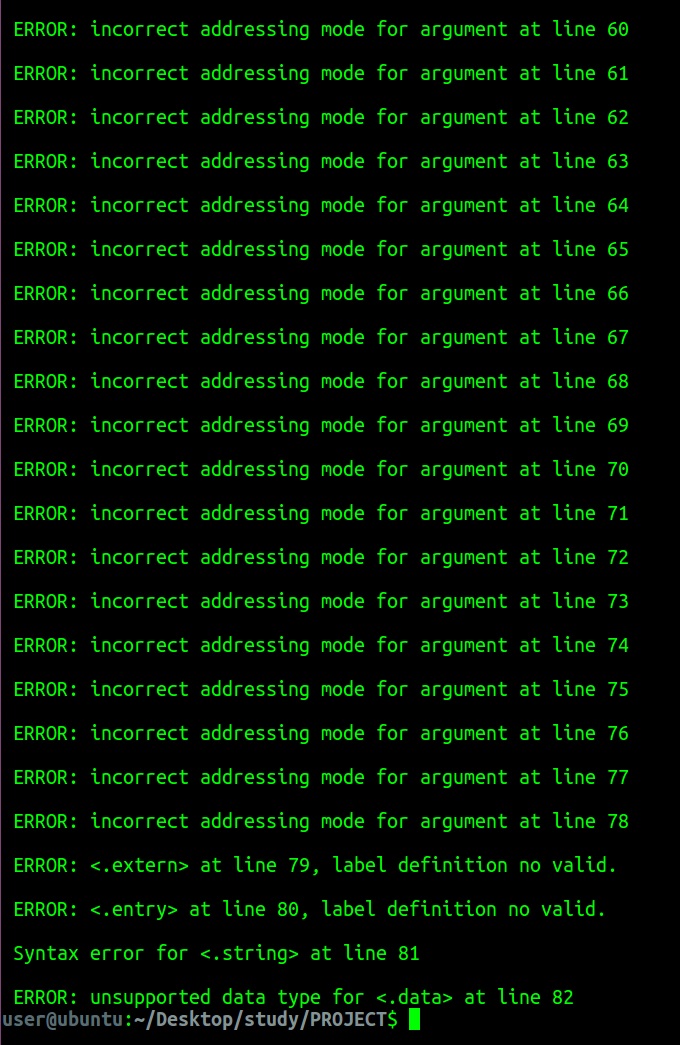 ERROR: incorrect addressing mode for argument at line 60
ERROR: incorrect addressing mode for argument at line 61
ERROR: incorrect addressing mode for argument at line 62
ERROR: incorrect addressing mode for argument at line 63
ERROR: incorrect addressing mode for argument at line 64
ERROR: incorrect addressing mode for argument at line 65
ERROR: incorrect addressing mode for argument at line 66
ERROR: incorrect addressing mode for argument at line 67
ERROR: incorrect addressing mode for argument at line 68
ERROR: incorrect addressing mode for argument at line 69
ERROR: incorrect addressing mode for argument at line 70
ERROR: incorrect addressing mode for argument at line 71
ERROR: incorrect addressing mode for argument at line 72
ERROR: incorrect addressing mode for argument at line 73
ERROR: incorrect addressing mode for argument at line 74
ERROR: incorrect addressing mode for argument at line 75
ERROR: incorrect addressing mode for argument at line 76
ERROR: incorrect addressing mode for argument at line 77
ERROR: incorrect addressing mode for argument at line 78
ERROR: <.extern> at line 79, label definition no valid.
ERROR: <.entry> at line 80, label definition no valid.
Syntax error for <.string> at line 81
ERROR: unsupported data type for <.data> at line 82
user@ubuntu:~/Desktop/study/PROJECT$